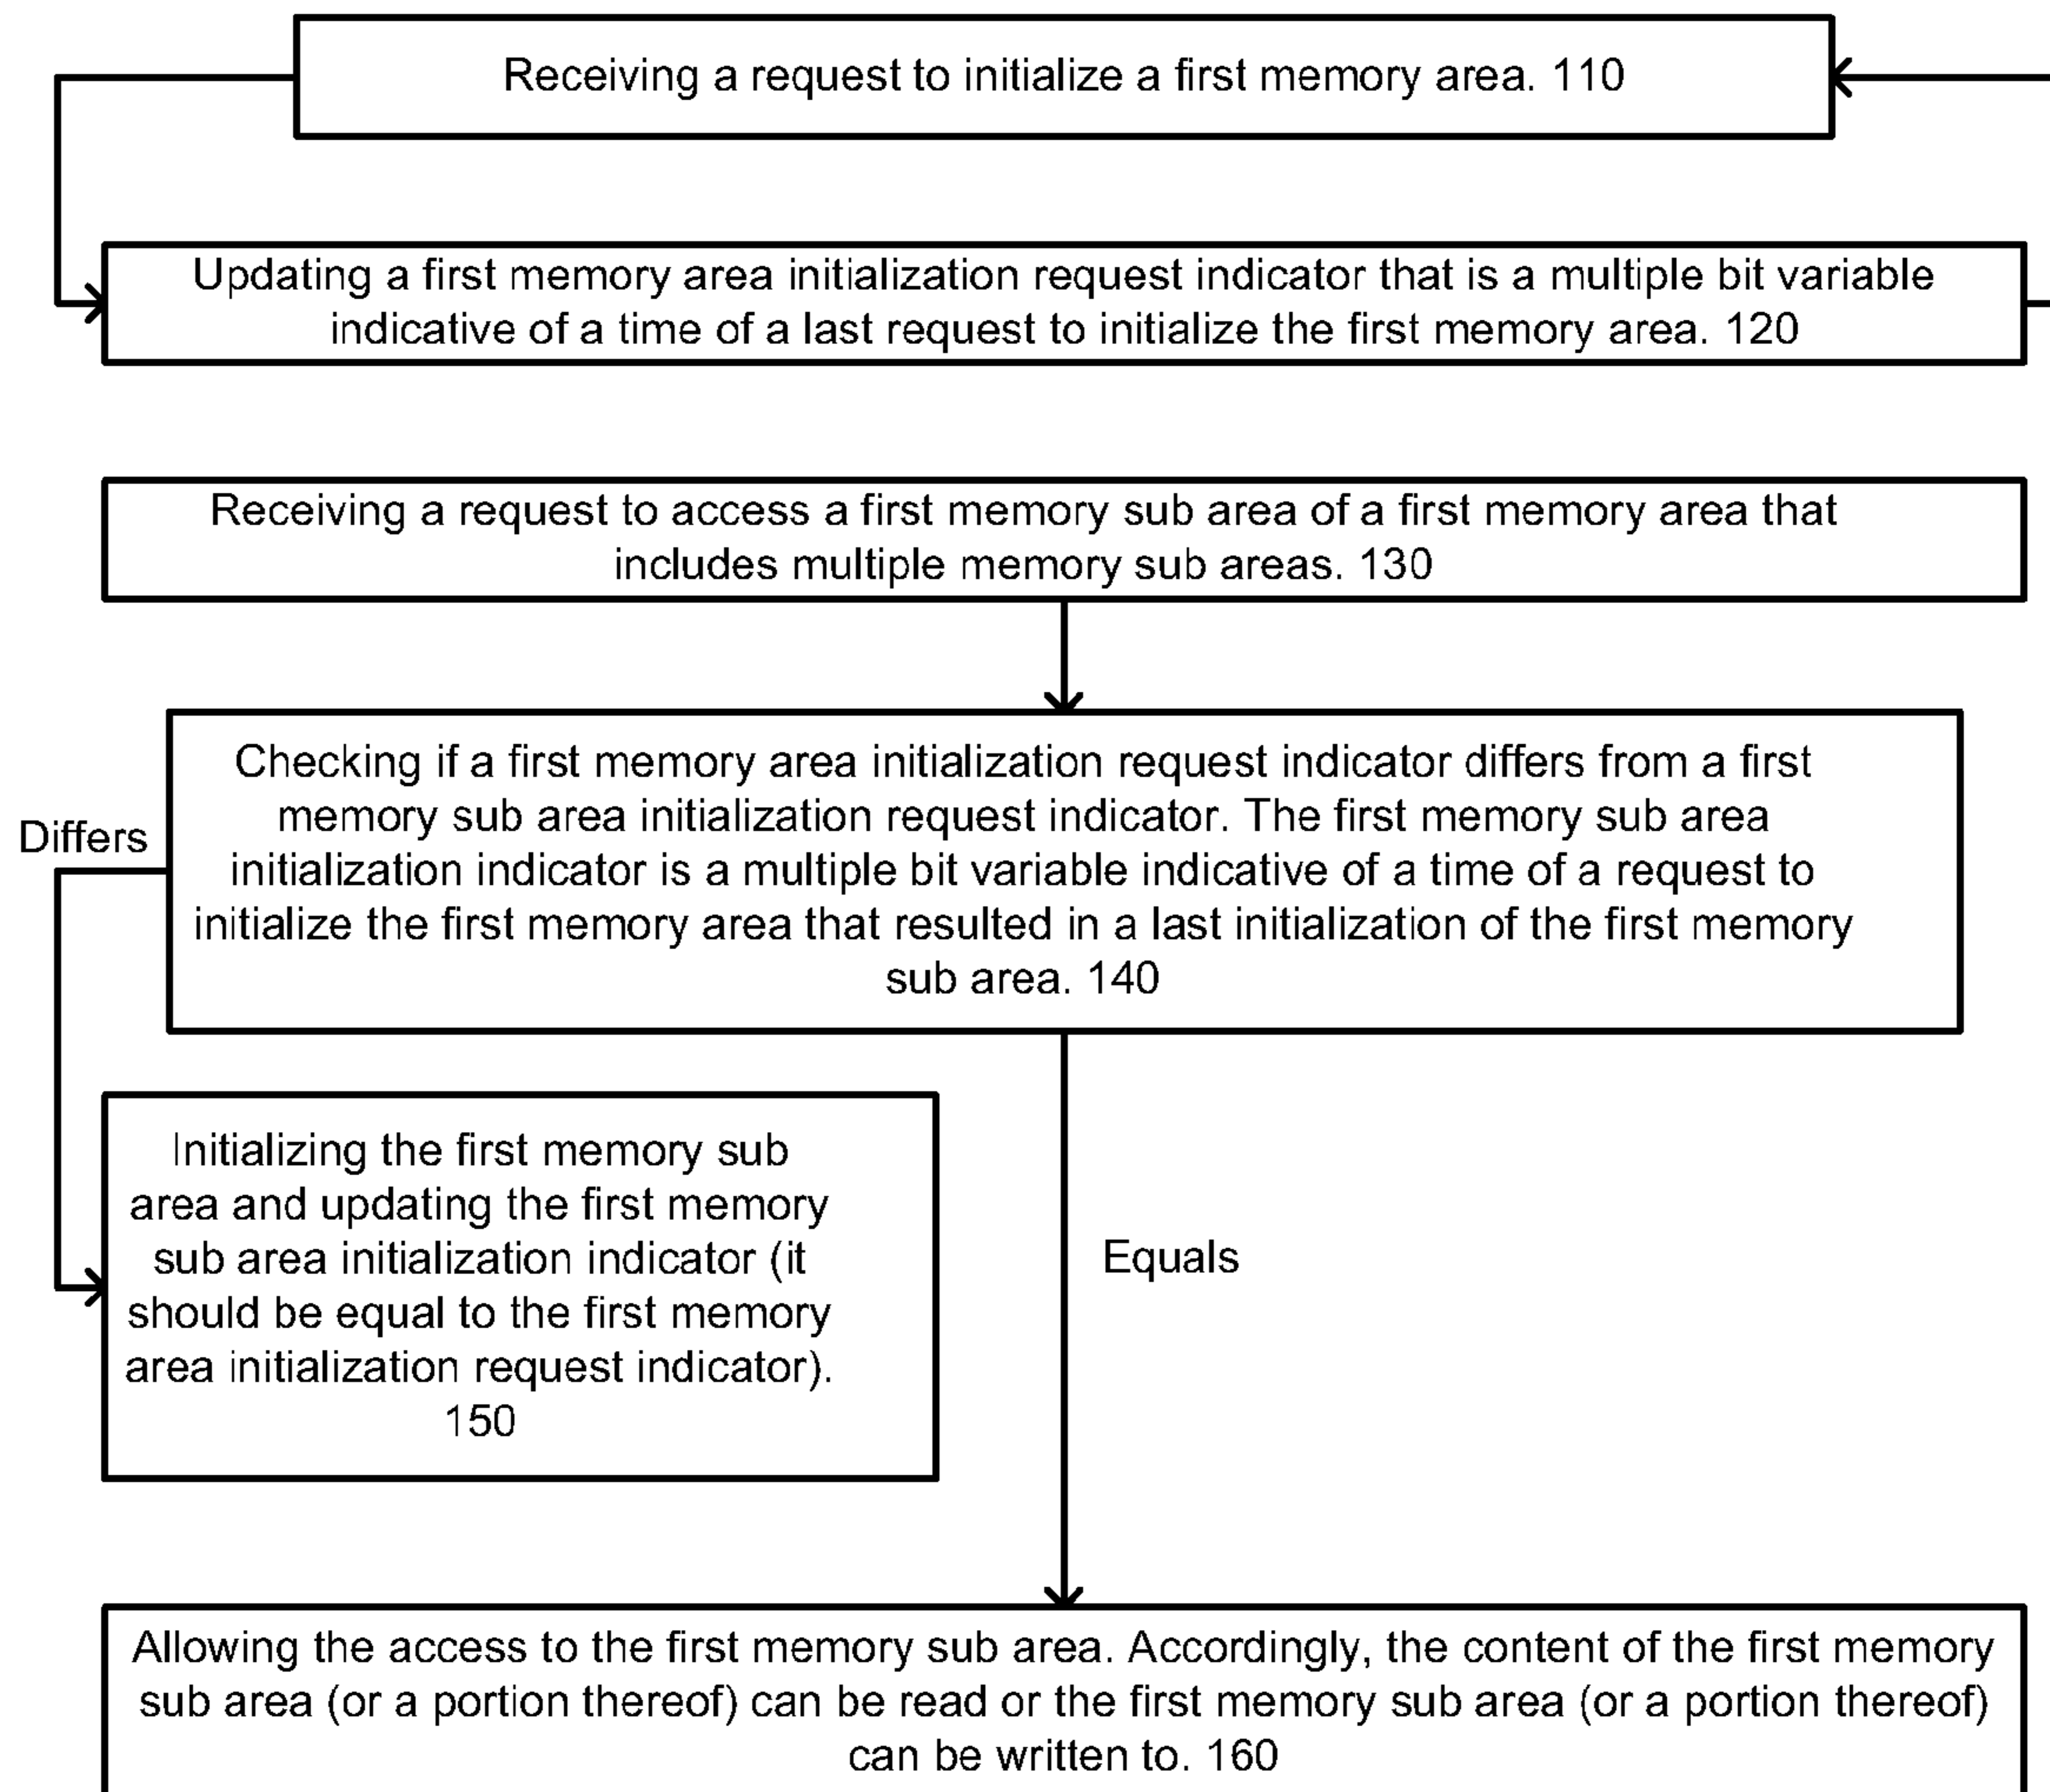 Receiving a request to initialize a first memory area. 110
Updating a first memory area initialization request indicator that is a multiple bit variable
indicative of a time of a last request to initialize the first memory area. 120
Receiving a request to access a first memory sub area of a first memory area that
includes multiple memory sub areas. 130
Checking if a first memory area initialization request indicator differs from a first
memory sub area initialization request indicator. The first memory sub area
initialization indicator is a multiple bit variable indicative of a time of a request to
initialize the first memory area that resulted in a last initialization of the first memory
sub area. 140
Differs
Initializing the first memory sub
area and updating the first memory
sub area initialization indicator (it
should be equal to the first memory
area initialization request indicator).
150
Equals
Allowing the access to the first memory sub area. Accordingly, the content of the first memory
sub area (or a portion thereof) can be read or the first memory sub area (or a portion thereof)
can be written to. 160